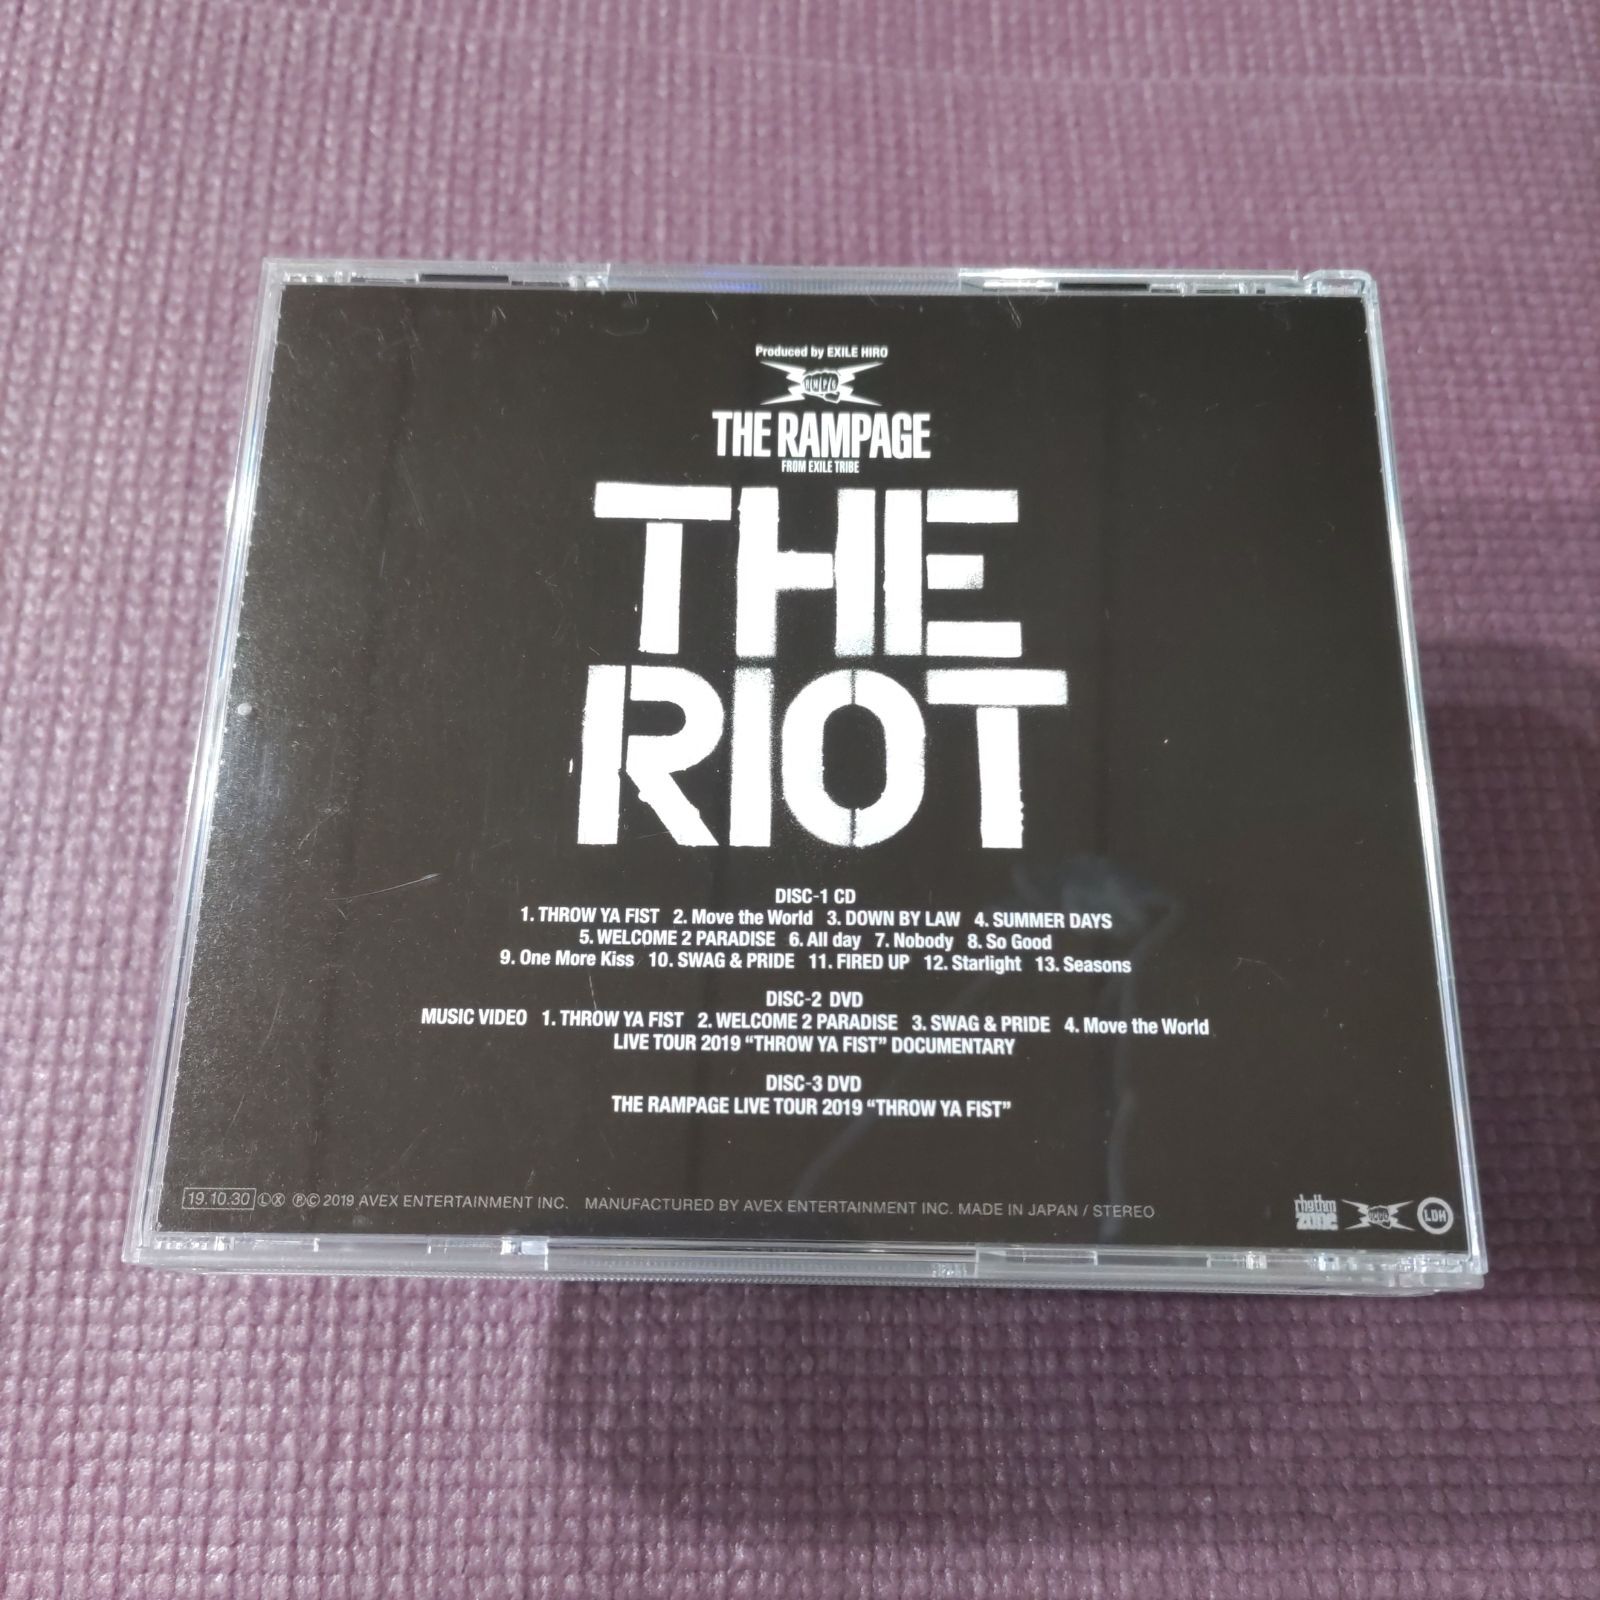 Produced by EXILE HIRO
THE RAMPAGE
FROM EXILE TRIBE
THE
RIOT
DISC-1 CD
1. THROW YA FIST 2. Move the World 3. DOWN BY LAW 4. SUMMER DAYS
5. WELCOME 2 PARADISE 6. All day 7. Nobody 8. So Good
9. One More Kiss 10. SWAG & PRIDE 11. FIRED UP 12. Starlight 13. Seasons
DISC-2 DVD
MUSIC VIDEO 1. THROW YA FIST 2. WELCOME 2 PARADISE 3. SWAG & PRIDE 4. Move the World
LIVE TOUR 2019 “THROW YA FIST” DOCUMENTARY
DISC-3 DVD
THE RAMPAGE LIVE TOUR 2019 “THROW YA FIST”
19.10.30 Ⓛ Ⓧ ℗© 2019 AVEX ENTERTAINMENT INC. MANUFACTURED BY AVEX ENTERTAINMENT INC. MADE IN JAPAN / STEREO
rhythm
zone
LDH